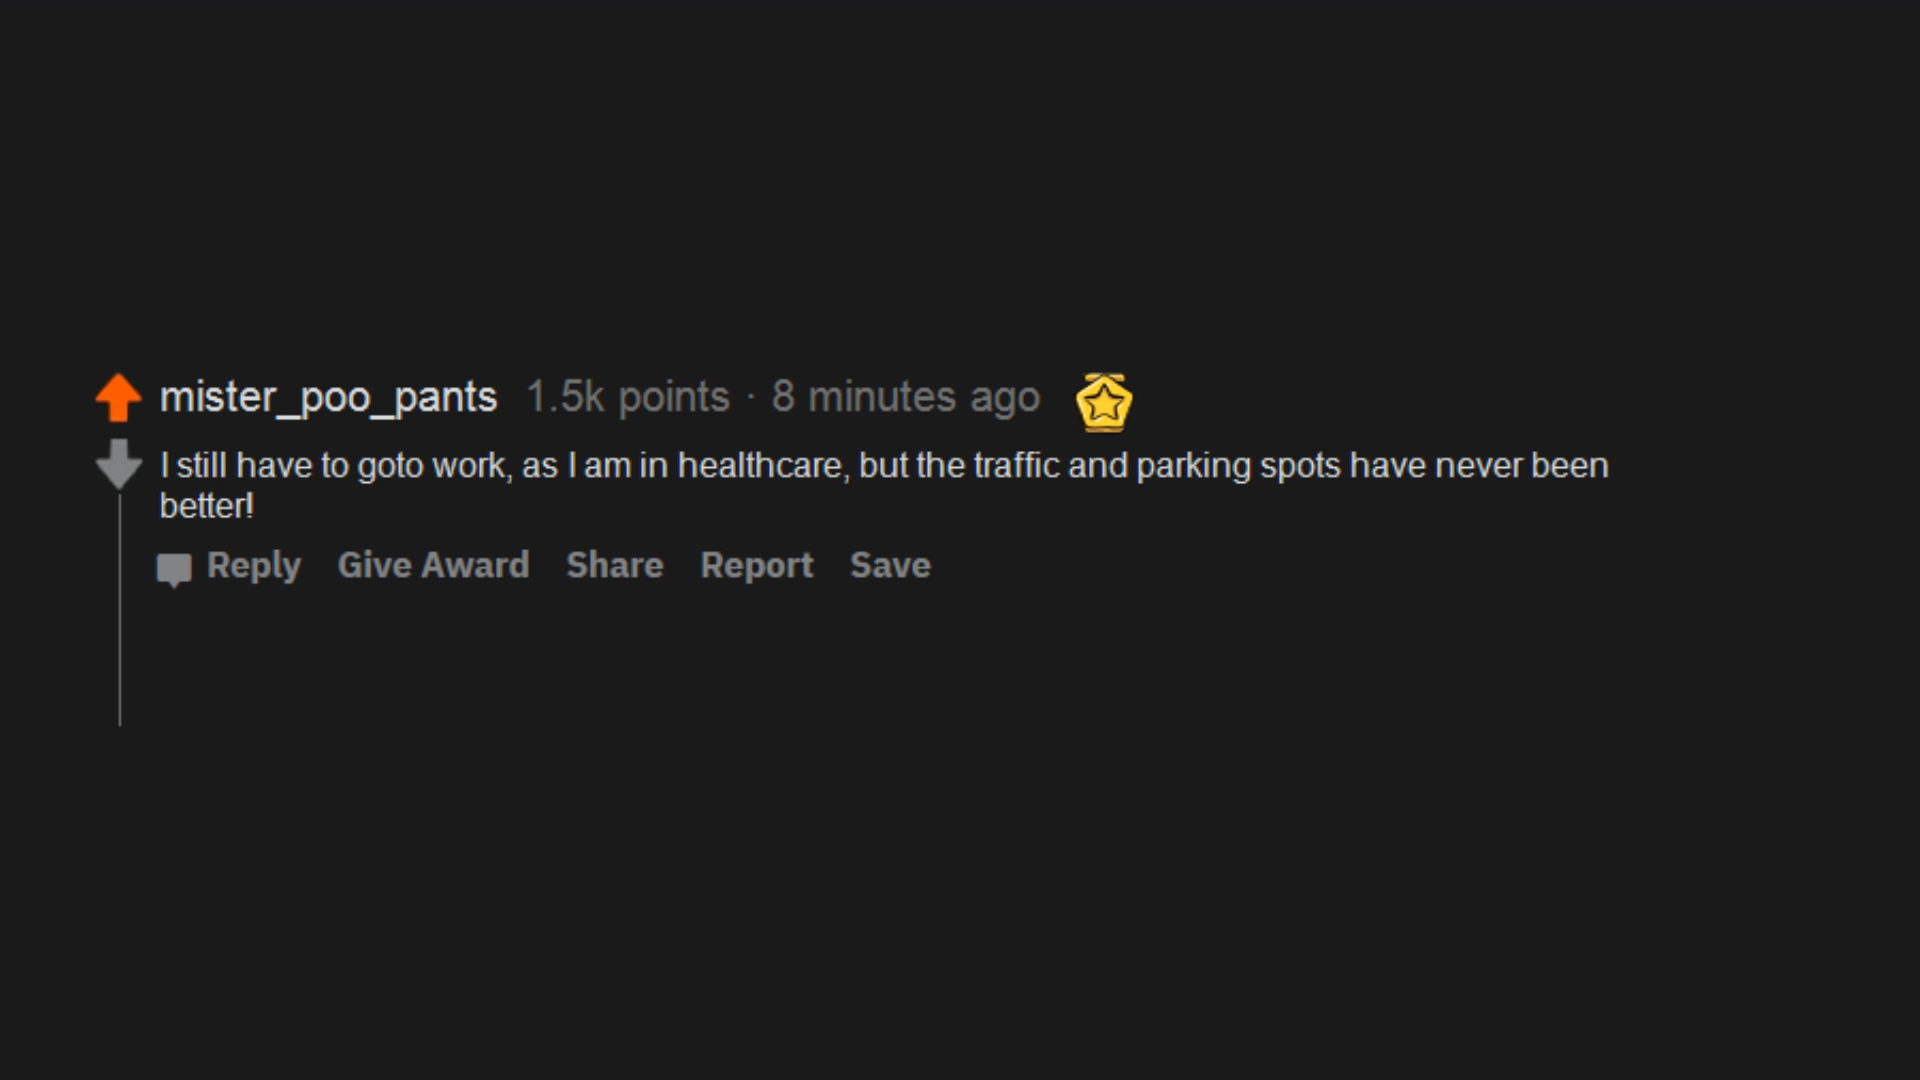 mister_poo_pants 1.5k points · 8 minutes ago
I still have to goto work, as I am in healthcare, but the traffic and parking spots have never been
better!
Reply Give Award Share Report Save